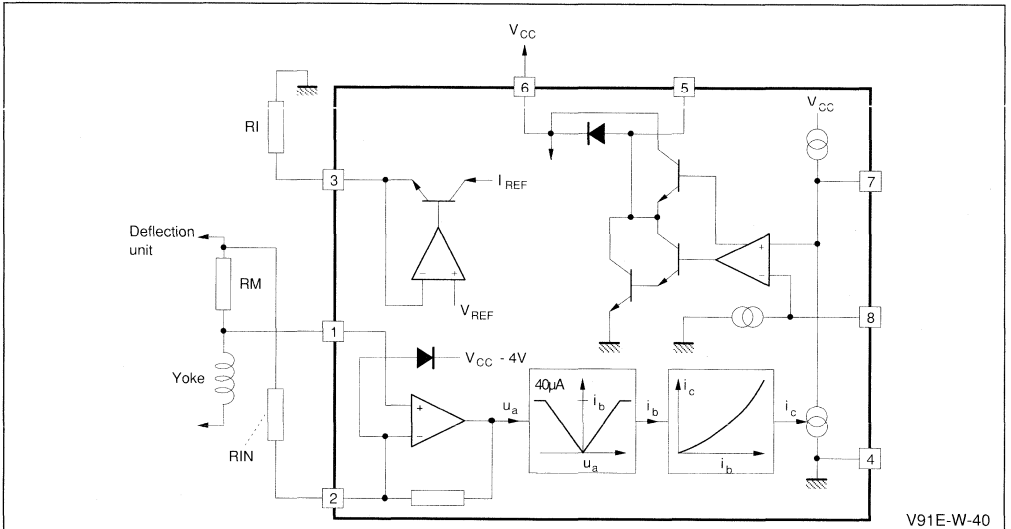 VCC
6
5
VCC
RI
3
IREF
7
Deflection
unit
RM
+
-
-
+
VREF
8
1
VCC - 4V
Yoke
40µA
ib
ic
+
-
ua
ib
ic
ua
ib
4
RIN
2
V91E-W-40